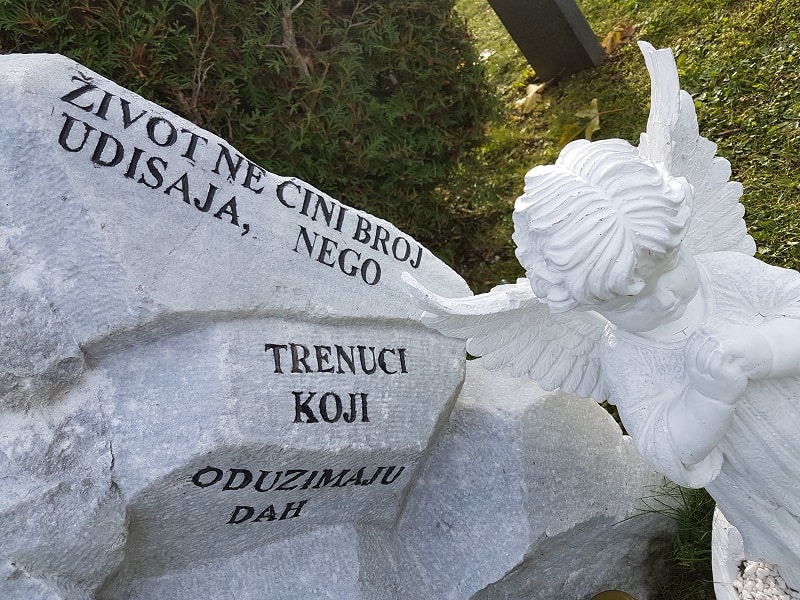 ŽIVOT NE ČINI BROJ
UDISAJA, NEGO
TRENUCI
KOJI
ODUZIMAJU
DAH